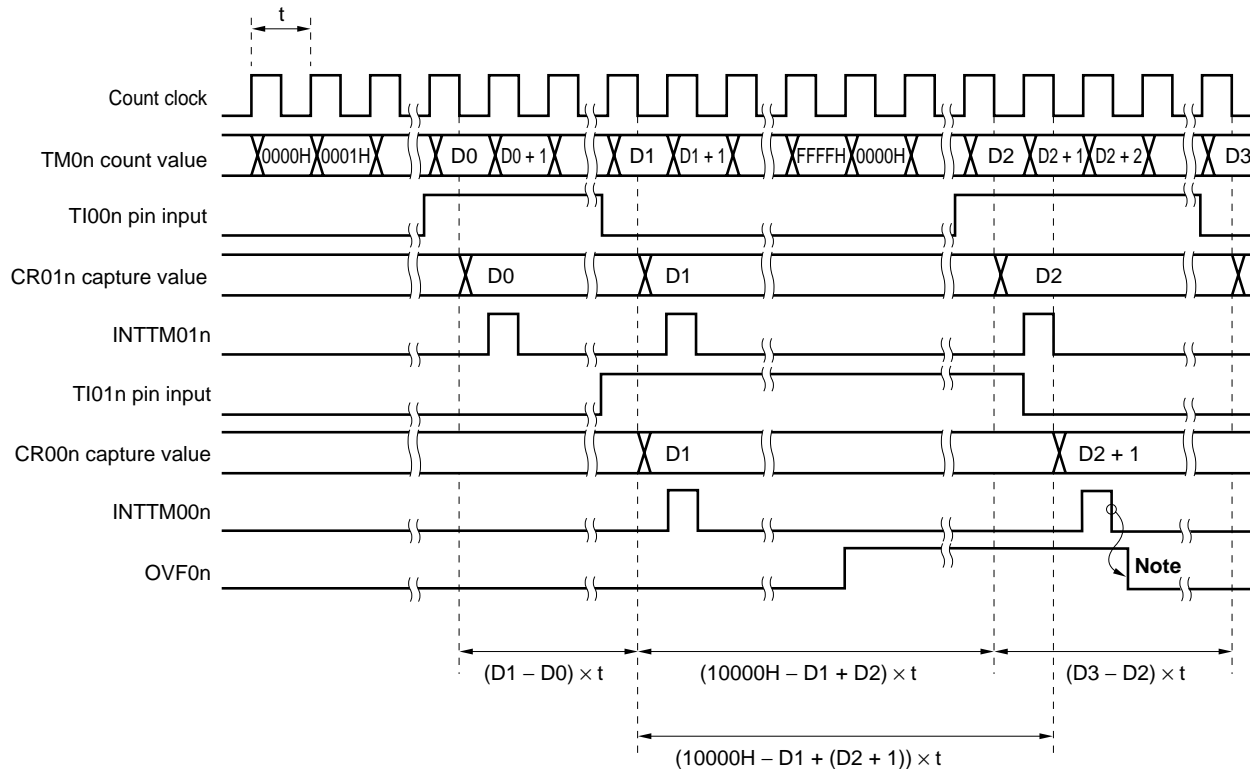 t
Count clock
TM0n count value 0000H 0001H D0 D0 + 1 D1 D1 + 1 FFFFH 0000H D2 D2 + 1 D2 + 2 D3
TI00n pin input
CR01n capture value D0 D1 D2
INTTM01n
TI01n pin input
CR00n capture value D1 D2 + 1
INTTM00n
OVF0n Note
(D1 – D0) × t (10000H – D1 + D2) × t (D3 – D2) × t
(10000H – D1 + (D2 + 1)) × t